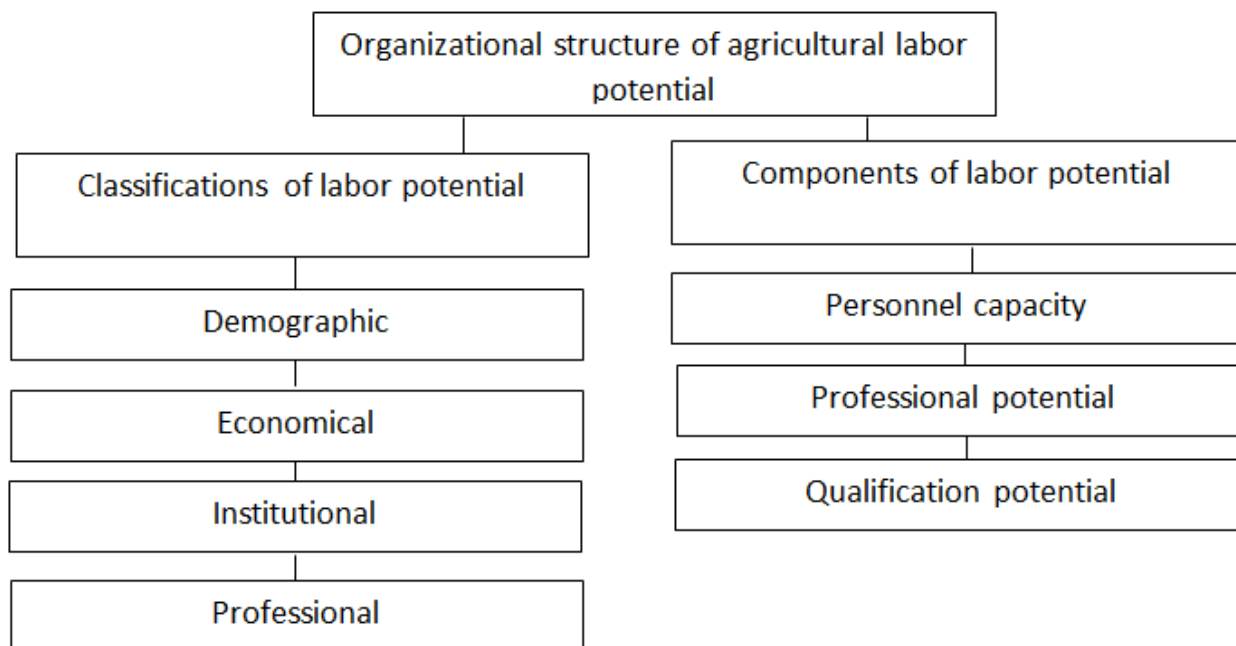 Organizational structure of agricultural labor
potential
Classifications of labor potential
Components of labor potential
Demographic
Personnel capacity
Economical
Professional potential
Institutional
Qualification potential
Professional